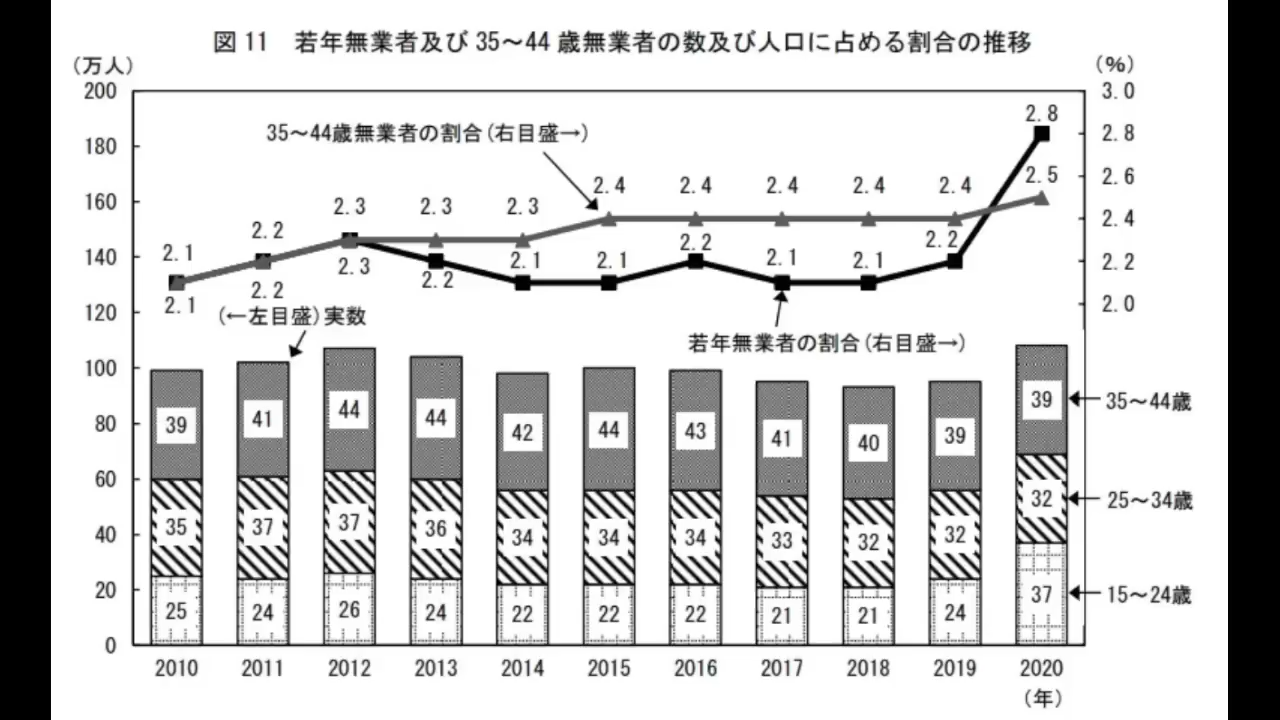 図11 若年無業者及び35～44歳無業者の数及び人口に占める割合の推移
(万人) (%)
200 3.0
180 2.8
160 2.6
140 2.4
120 2.2
100 2.0
80
60
40
20
0
35～44歳無業者の割合(右目盛→)
2.1 2.2 2.3 2.3 2.3 2.4 2.4 2.4 2.4 2.4 2.5
2.1 2.2 2.3 2.2 2.1 2.1 2.2 2.1 2.1 2.2 2.8
(←左目盛)実数
若年無業者の割合(右目盛→)
39 41 44 44 42 44 43 41 40 39 39 35～44歳
35 37 37 36 34 34 34 33 32 32 32 25～34歳
25 24 26 24 22 22 22 21 21 24 37 15～24歳
2010 2011 2012 2013 2014 2015 2016 2017 2018 2019 2020
(年)